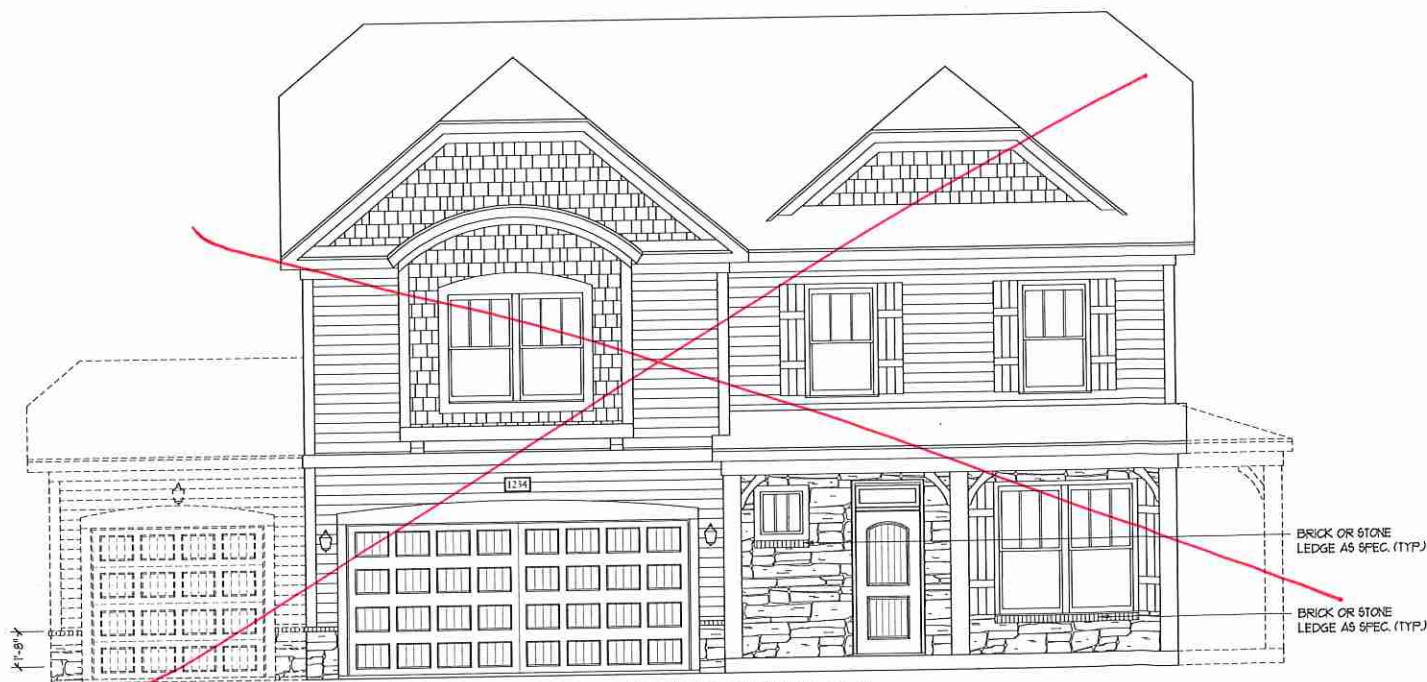 1234
BRICK OR STONE
LEDGE AS SPEC. (TYP.)
BRICK OR STONE
LEDGE AS SPEC. (TYP.)
1'-8"